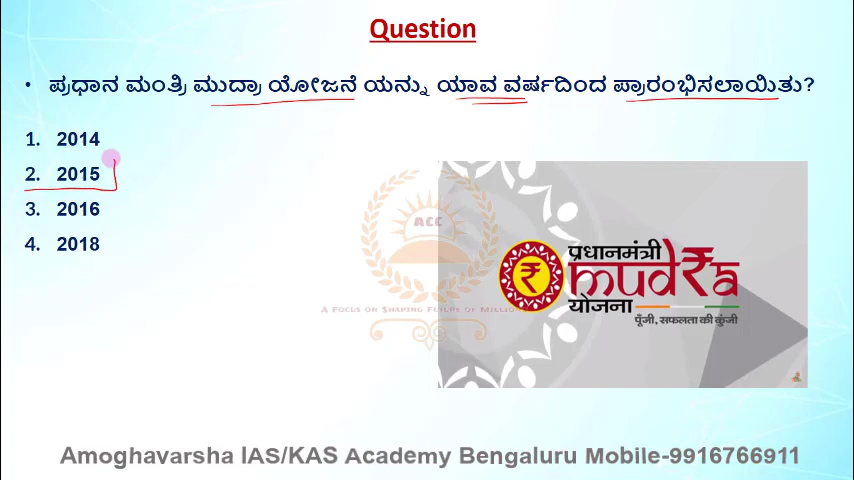 Question
• ಪ್ರಧಾನ ಮಂತ್ರಿ ಮುದ್ರಾ ಯೋಜನೆ ಯನ್ನು ಯಾವ ವರ್ಷದಿಂದ ಪ್ರಾರಂಭಿಸಲಾಯಿತು?
1. 2014
2. 2015
3. 2016
4. 2018
ACC
A FOCUS ON SHAPING FUTURE OF MILLIONS
प्रधानमंत्री
mudra
योजना
पूँजी, सफलता की कुंजी
Amoghavarsha IAS/KAS Academy Bengaluru Mobile-9916766911